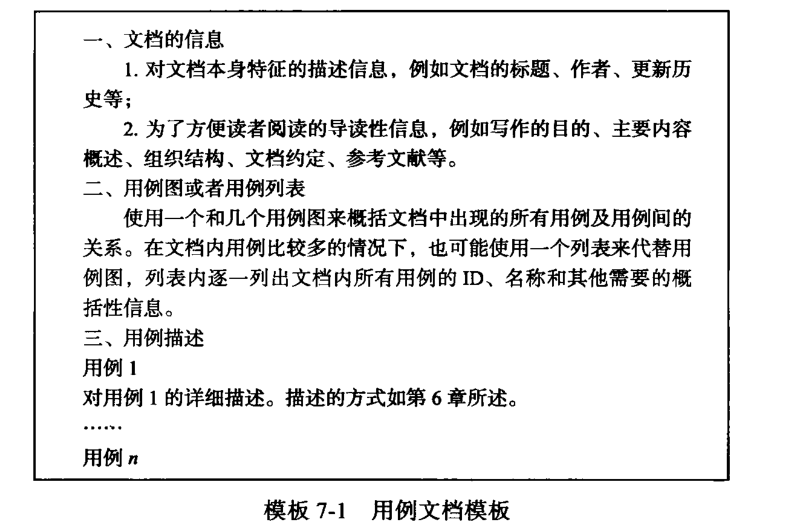 一、文档的信息
1. 对文档本身特征的描述信息，例如文档的标题、作者、更新历
史等；
2. 为了方便读者阅读的导读性信息，例如写作的目的、主要内容
概述、组织结构、文档约定、参考文献等。
二、用例图或者用例列表
使用一个和几个用例图来概括文档中出现的所有用例及用例间的
关系。在文档内用例比较多的情况下，也可能使用一个列表来代替用
例图，列表内逐一列出文档内所有用例的 ID、名称和其他需要的概
括性信息。
三、用例描述
用例 1
对用例 1 的详细描述。描述的方式如第 6 章所述。
……
用例 n
模板 7-1 用例文档模板